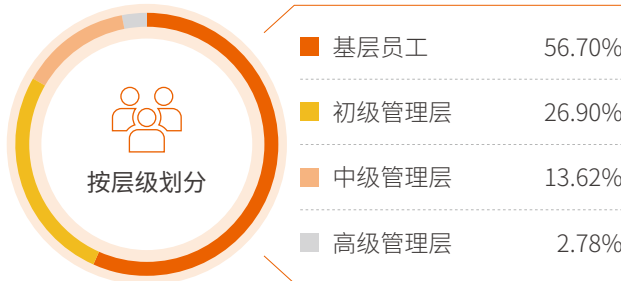 按层级划分
基层员工 56.70%
初级管理层 26.90%
中级管理层 13.62%
高级管理层 2.78%